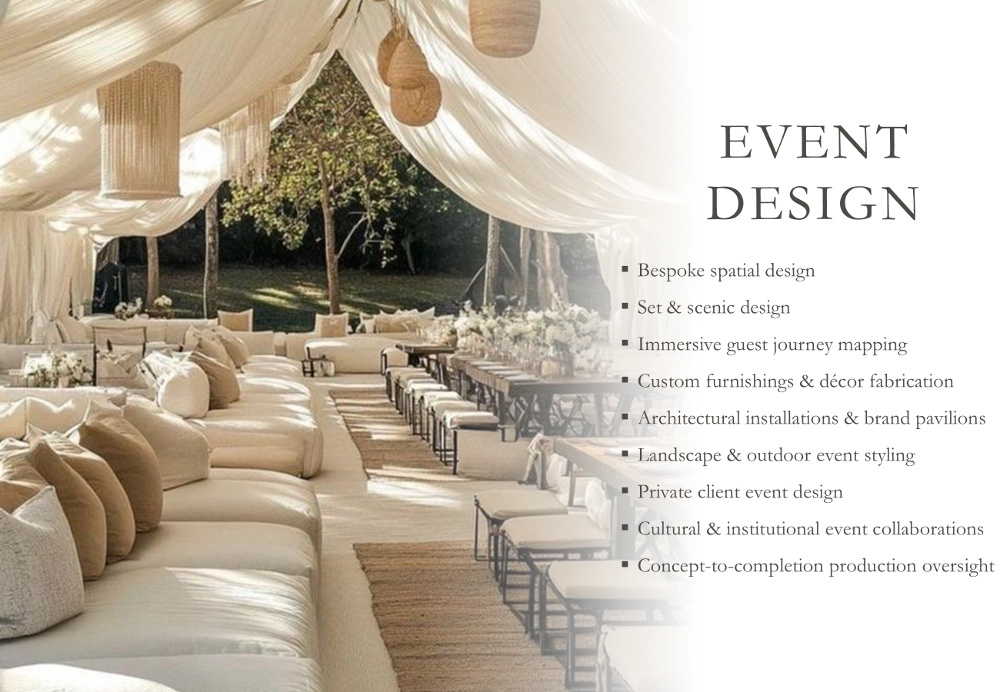 EVENT
DESIGN
▪ Bespoke spatial design
▪ Set & scenic design
▪ Immersive guest journey mapping
▪ Custom furnishings & décor fabrication
▪ Architectural installations & brand pavilions
▪ Landscape & outdoor event styling
▪ Private client event design
▪ Cultural & institutional event collaborations
▪ Concept-to-completion production oversight